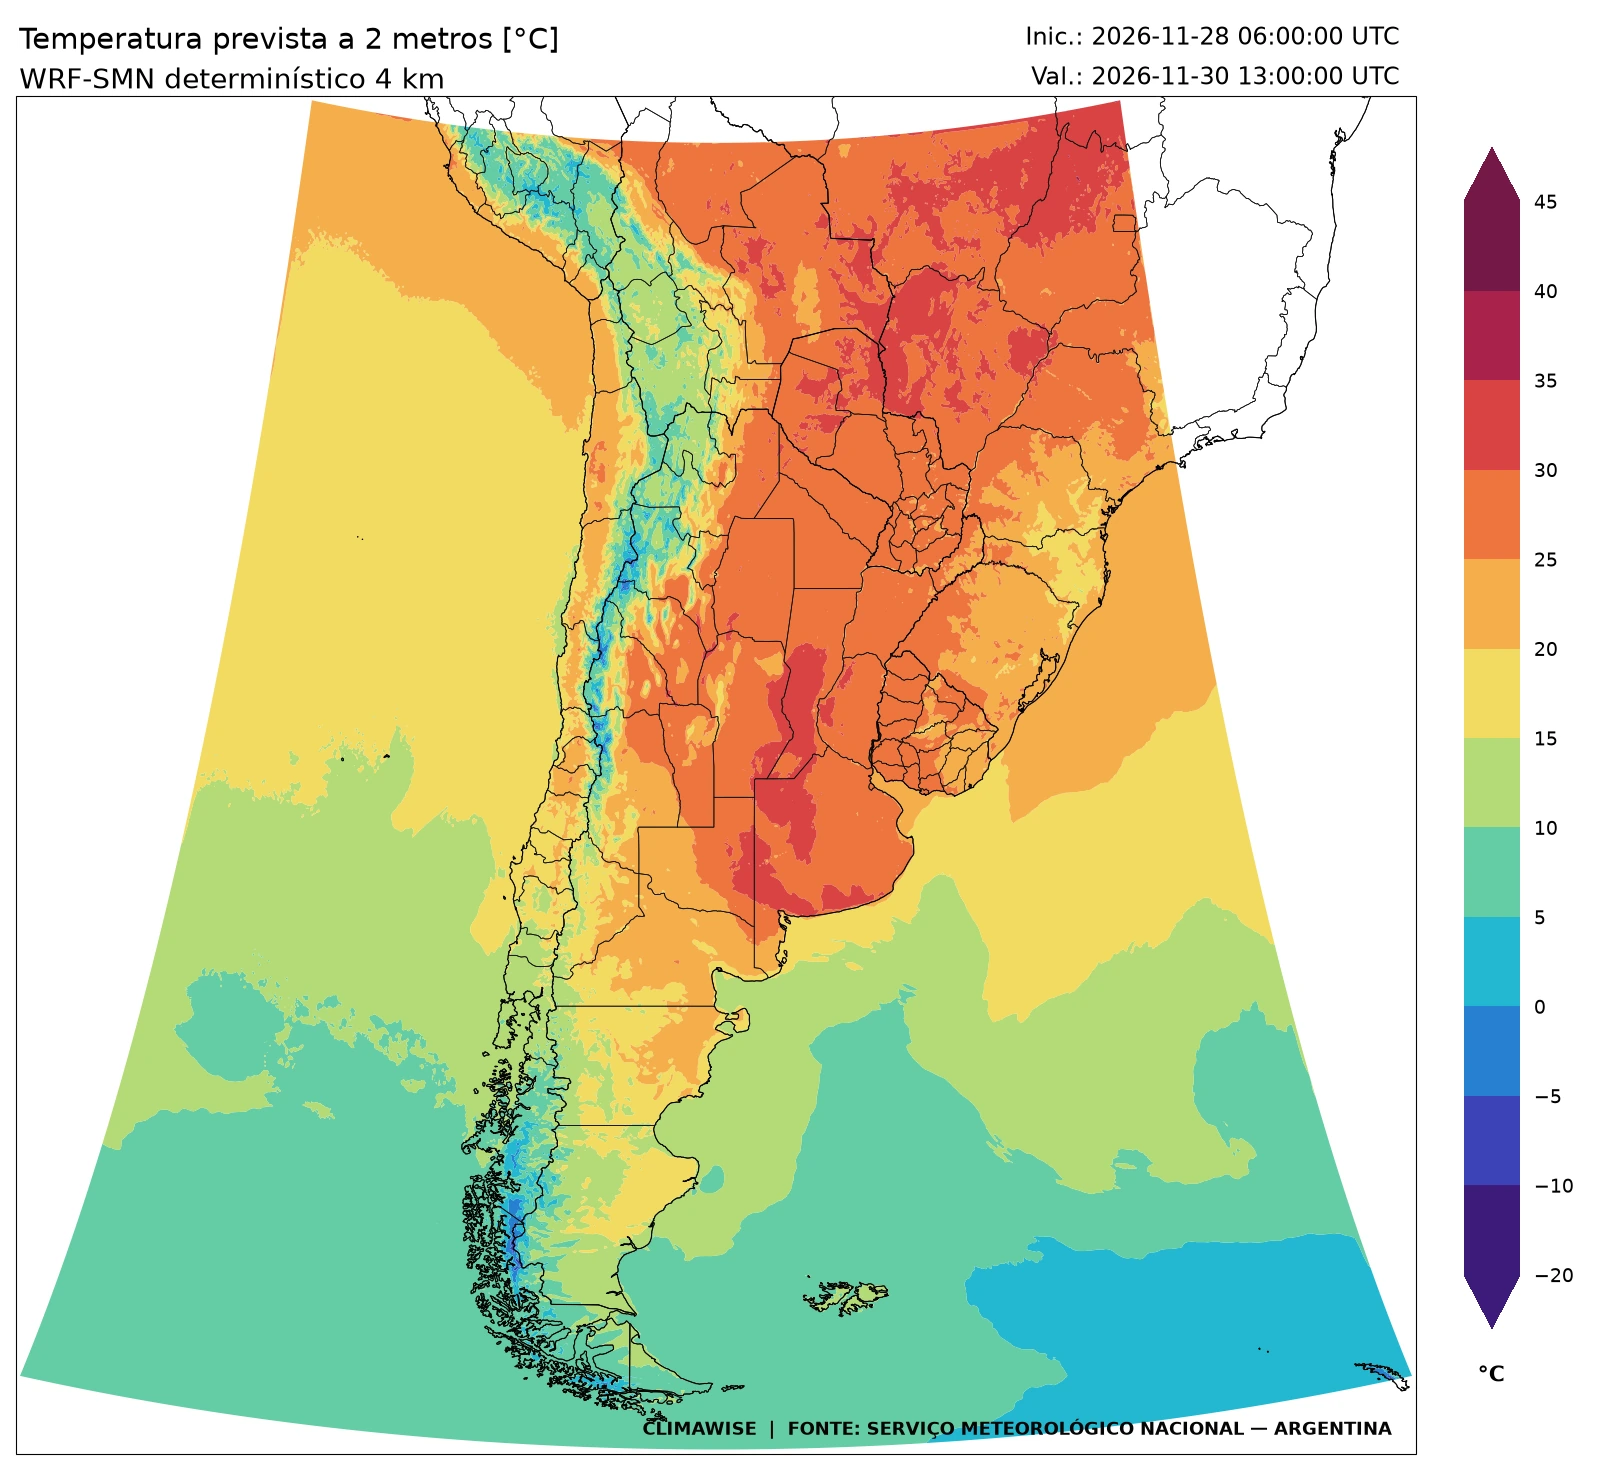 Temperatura prevista a 2 metros [°C]
WRF-SMN determinístico 4 km
Inic.: 2026-11-28 06:00:00 UTC
Val.: 2026-11-30 13:00:00 UTC
45
40
35
30
25
20
15
10
5
0
−5
−10
−20
°C
CLIMAWISE | FONTE: SERVIÇO METEOROLÓGICO NACIONAL — ARGENTINA